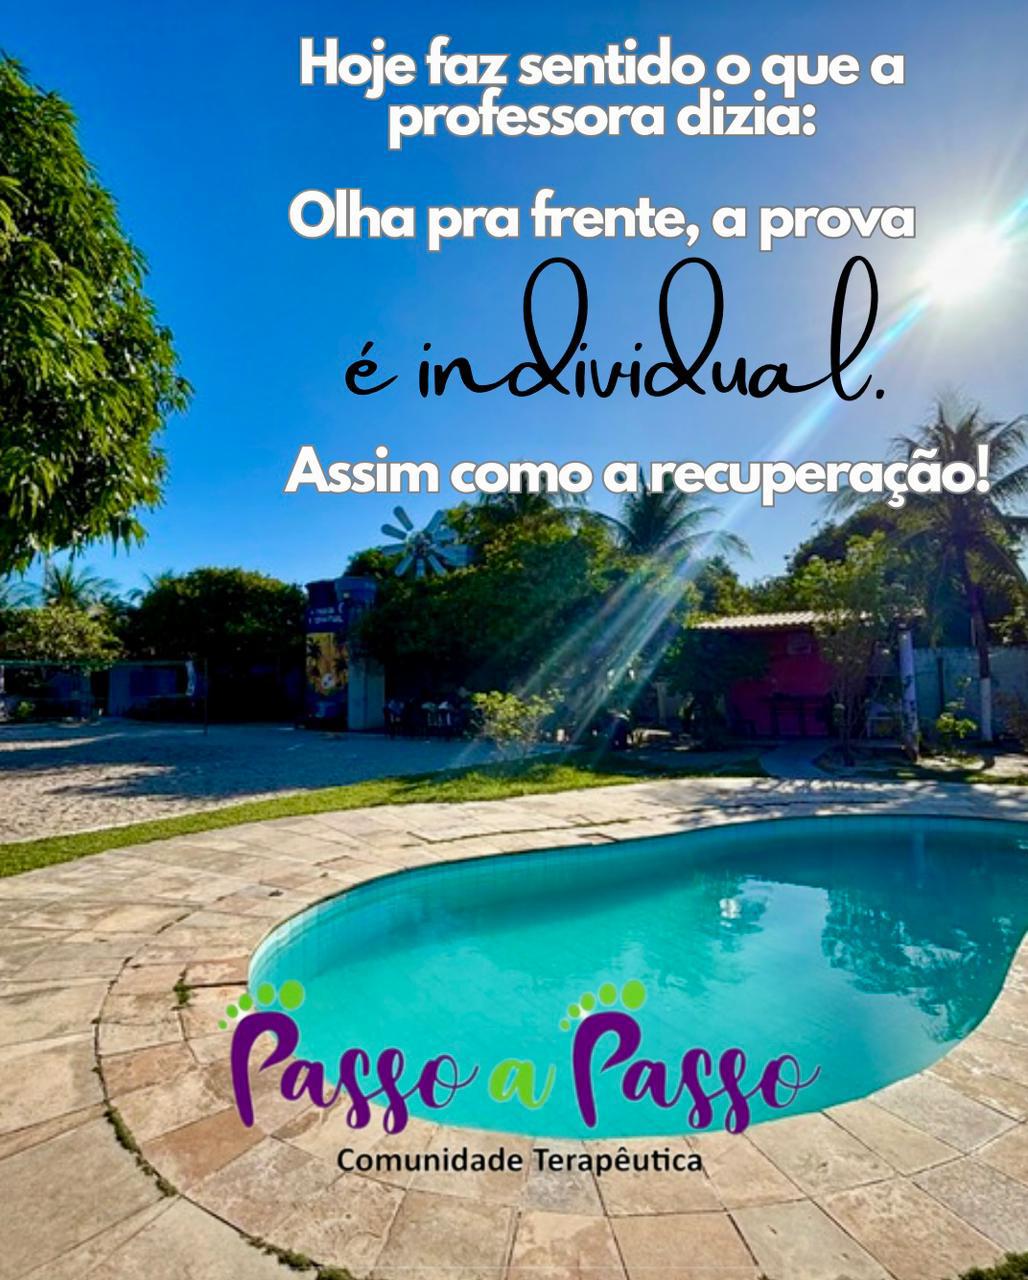 Hoje faz sentido o que a
professora dizia:
Olha pra frente, a prova
é individual.
Assim como a recuperação!
Passo a Passo
Comunidade Terapêutica